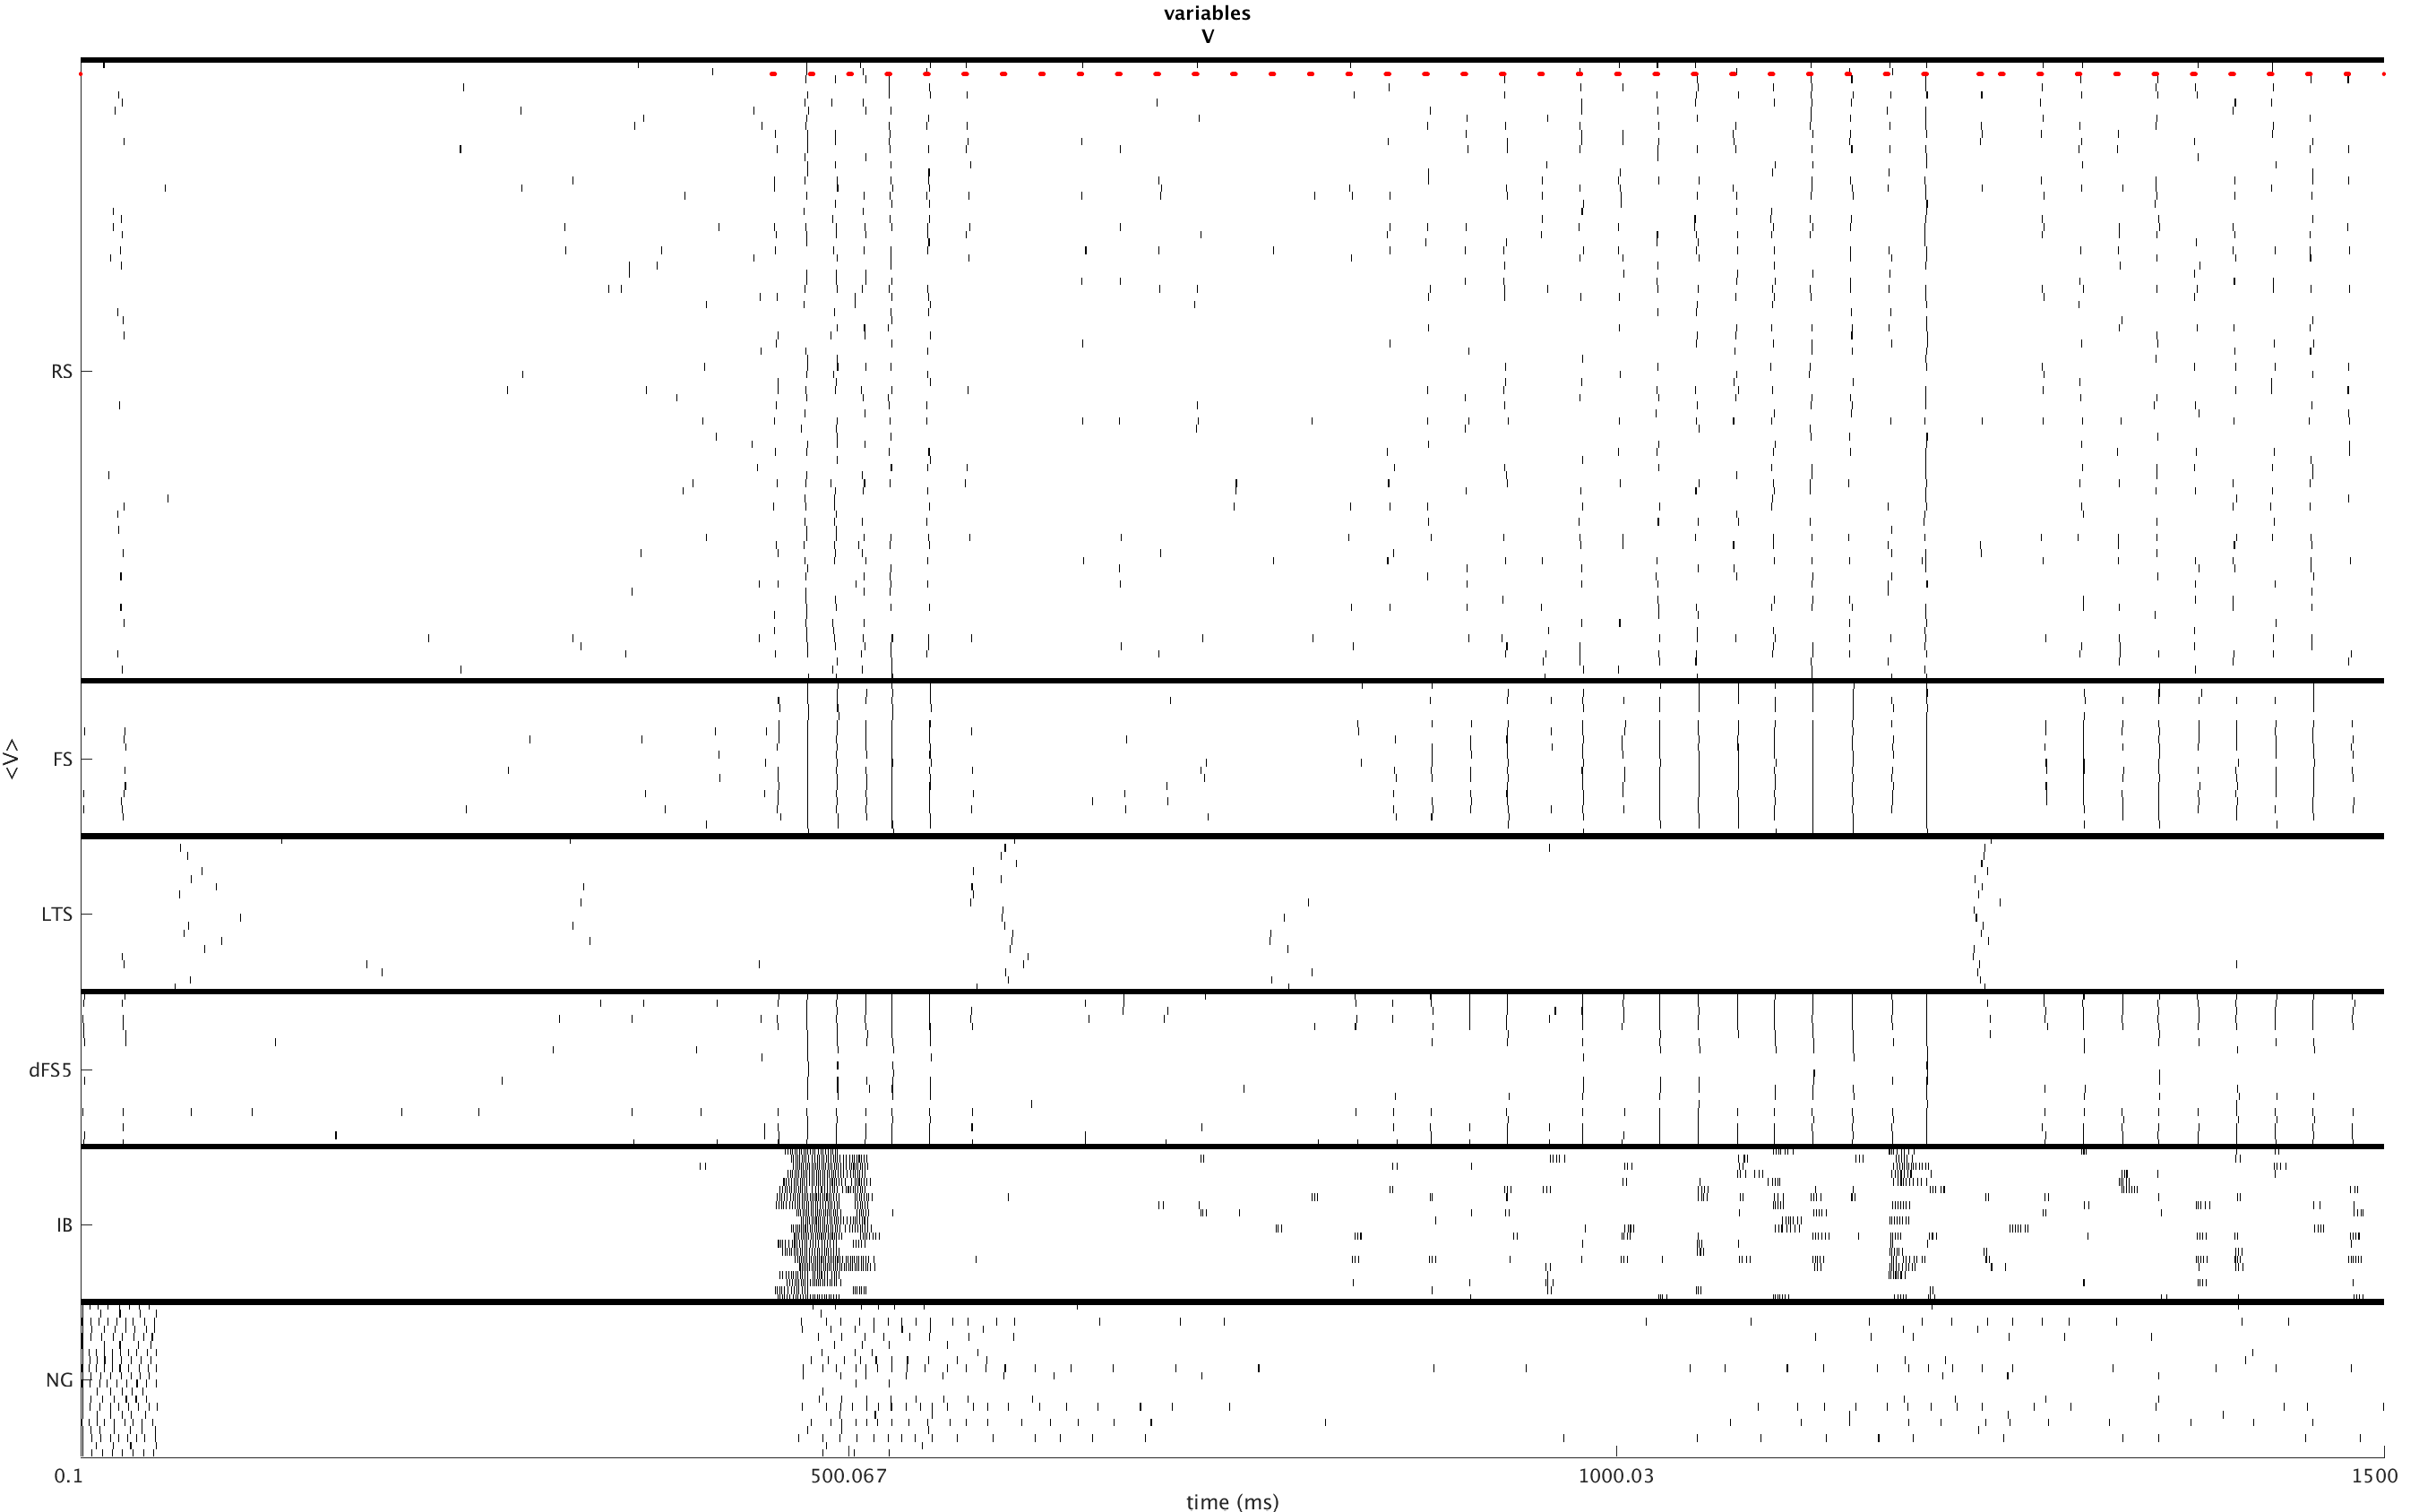 variables
V
RS
FS
LTS
dFS5
IB
NG
<V>
0.1
500.067
1000.03
1500
time (ms)